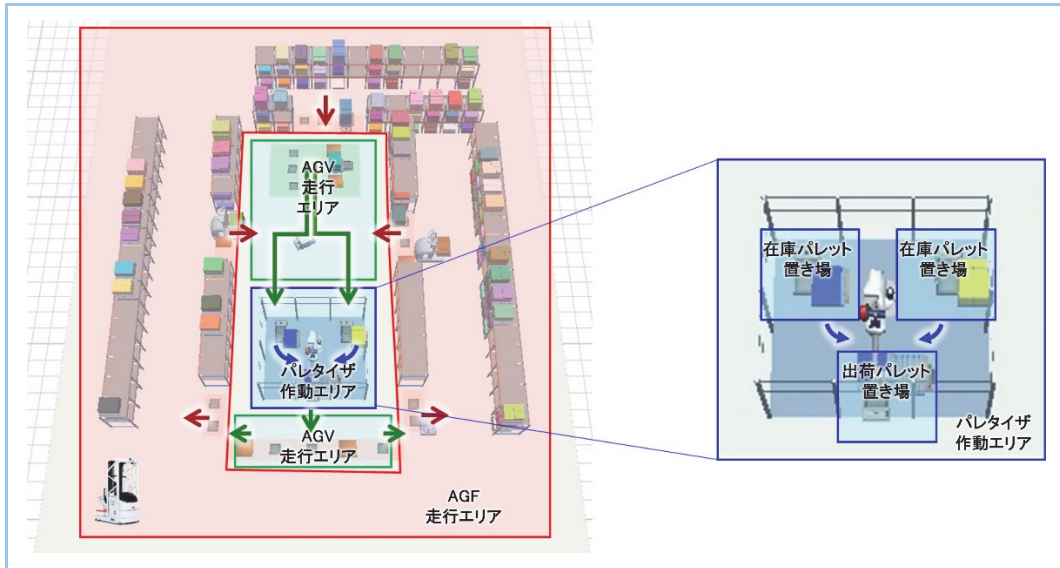 AGV
走行
エリア
パレタイザ
作動エリア
AGV
走行エリア
AGF
走行エリア
在庫パレット
置き場
在庫パレット
置き場
出荷パレット
置き場
パレタイザ
作動エリア